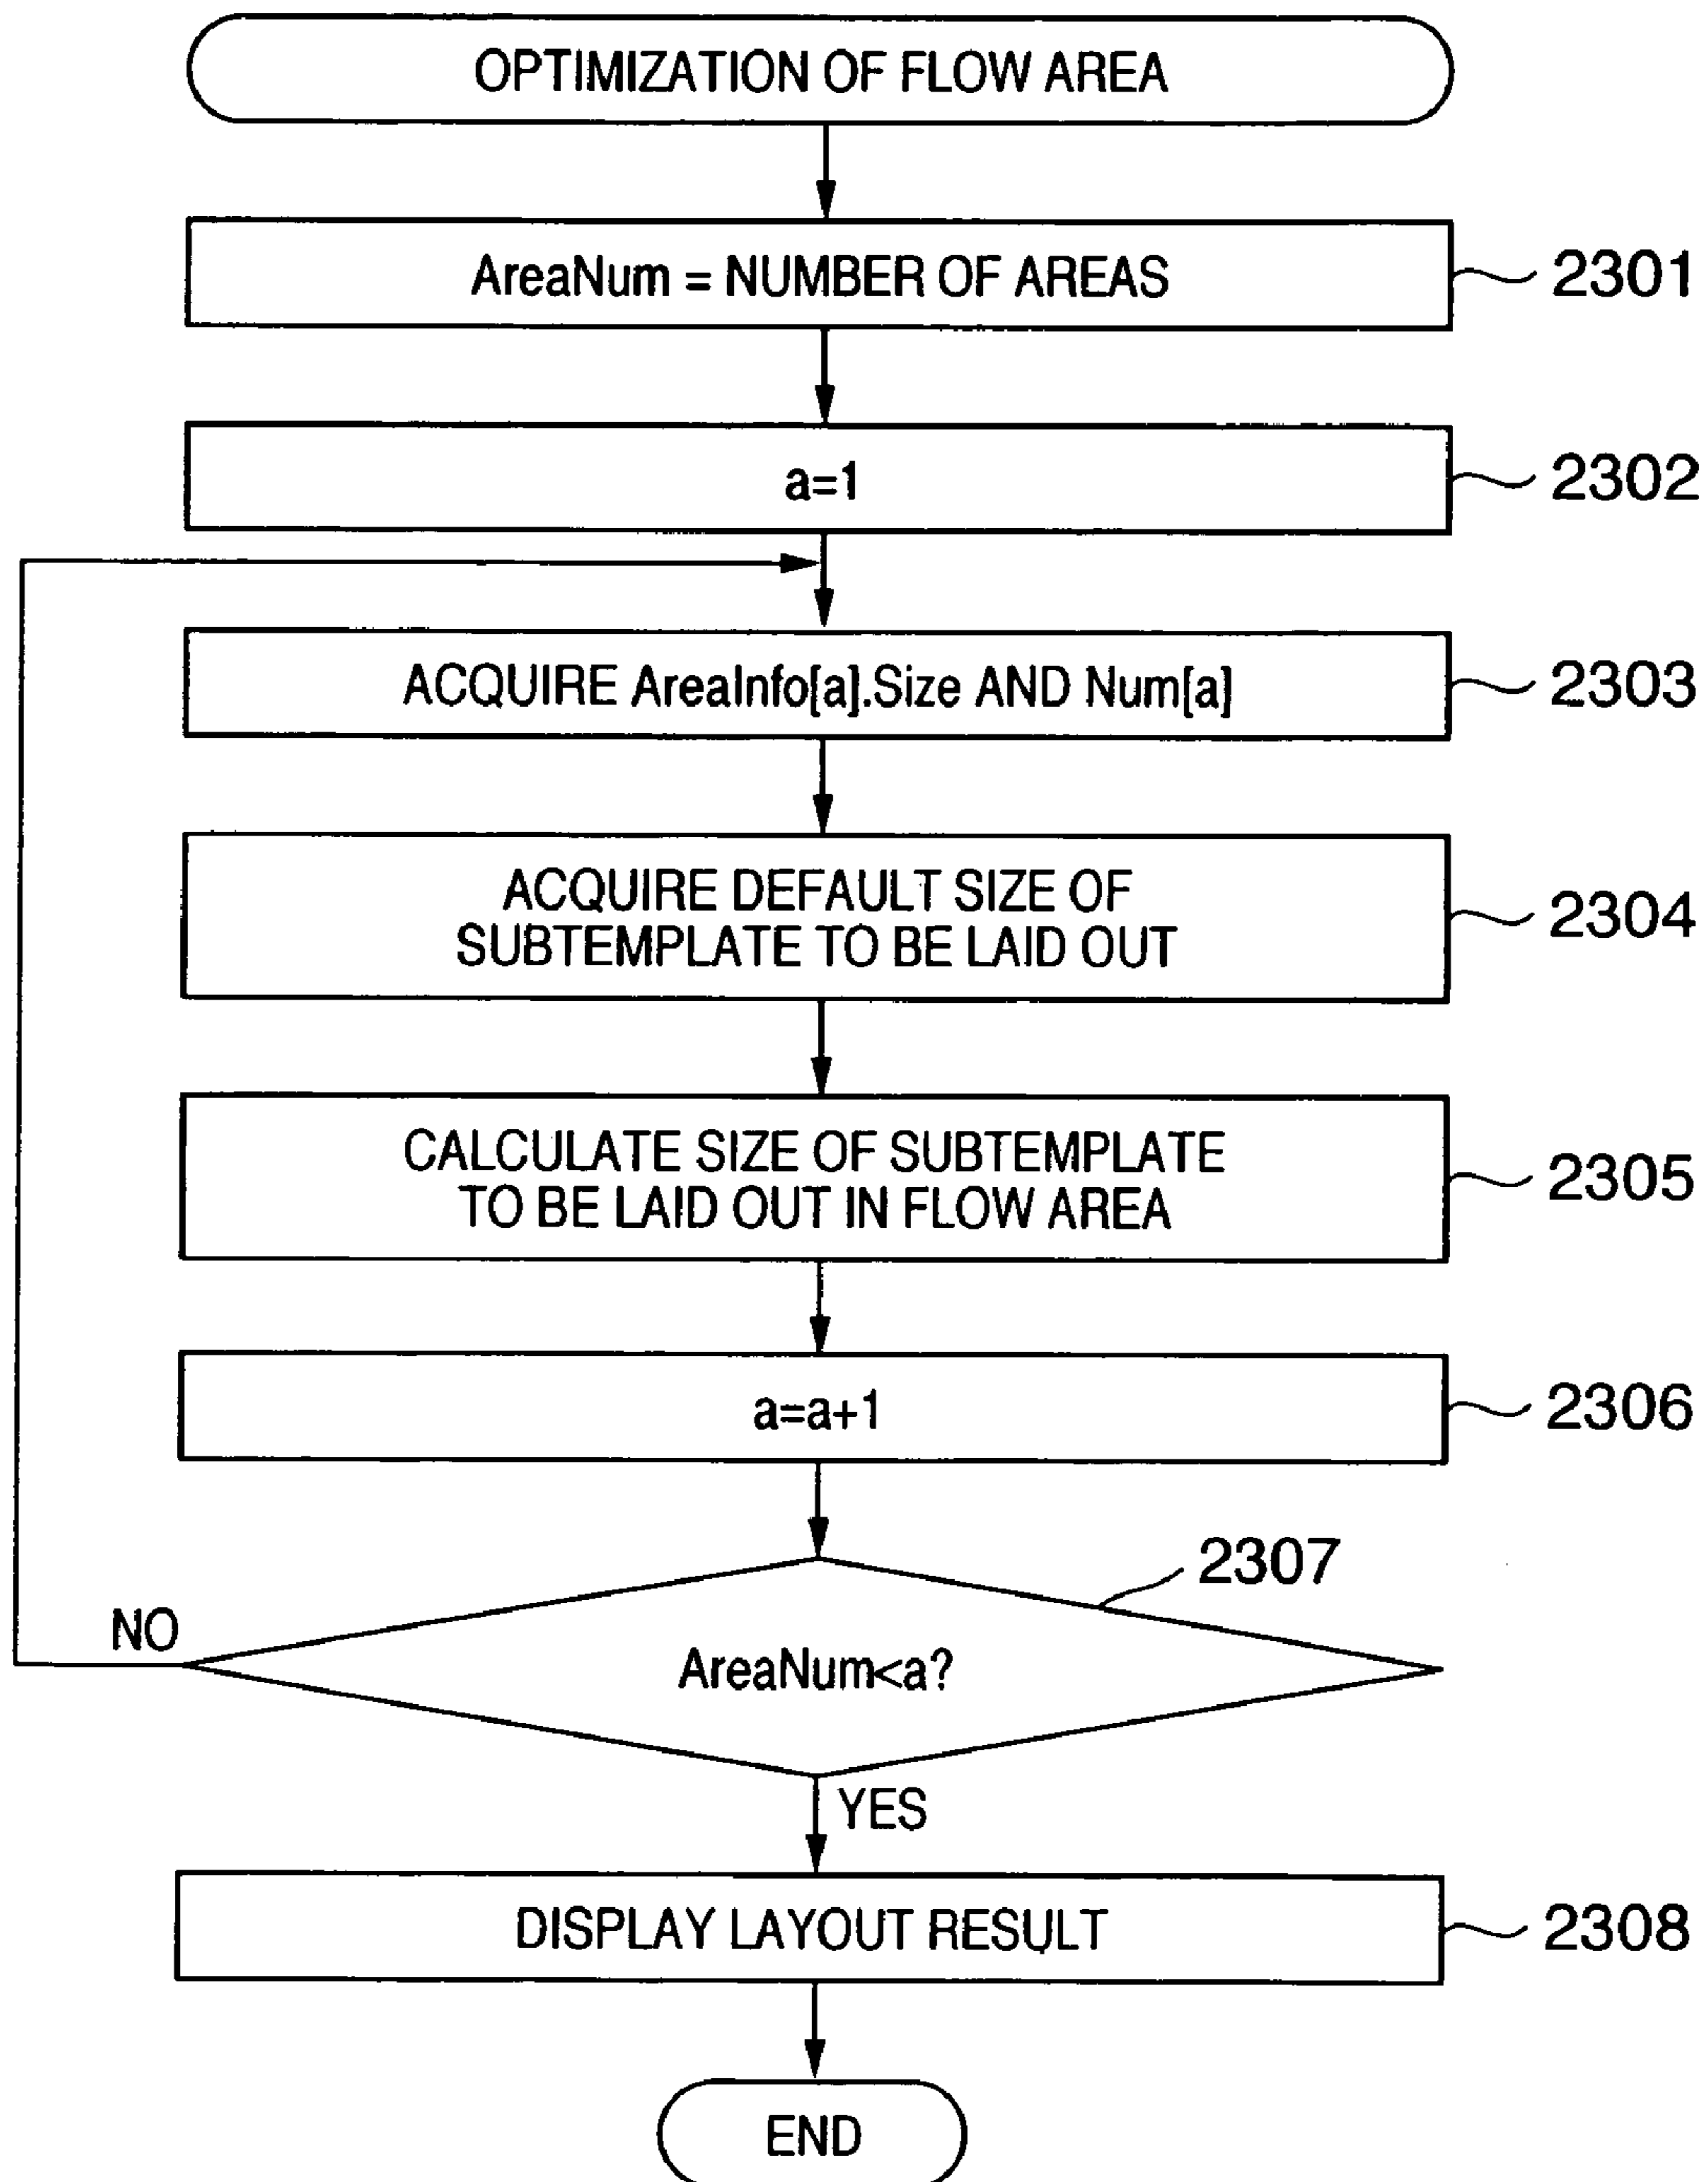 OPTIMIZATION OF FLOW AREA
AreaNum = NUMBER OF AREAS
2301
a=1
2302
ACQUIRE AreaInfo[a].Size AND Num[a]
2303
ACQUIRE DEFAULT SIZE OF
SUBTEMPLATE TO BE LAID OUT
2304
CALCULATE SIZE OF SUBTEMPLATE
TO BE LAID OUT IN FLOW AREA
2305
a=a+1
2306
2307
NO
AreaNum<a?
YES
DISPLAY LAYOUT RESULT
2308
END